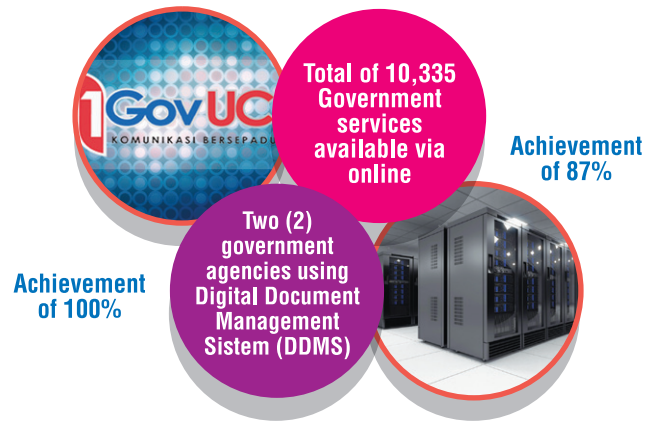 1GovUC
KOMUNIKASI BERSEPADU
Total of 10,335
Government
services
available via
online
Achievement
of 87%
Two (2)
government
agencies using
Digital Document
Management
Sistem (DDMS)
Achievement
of 100%